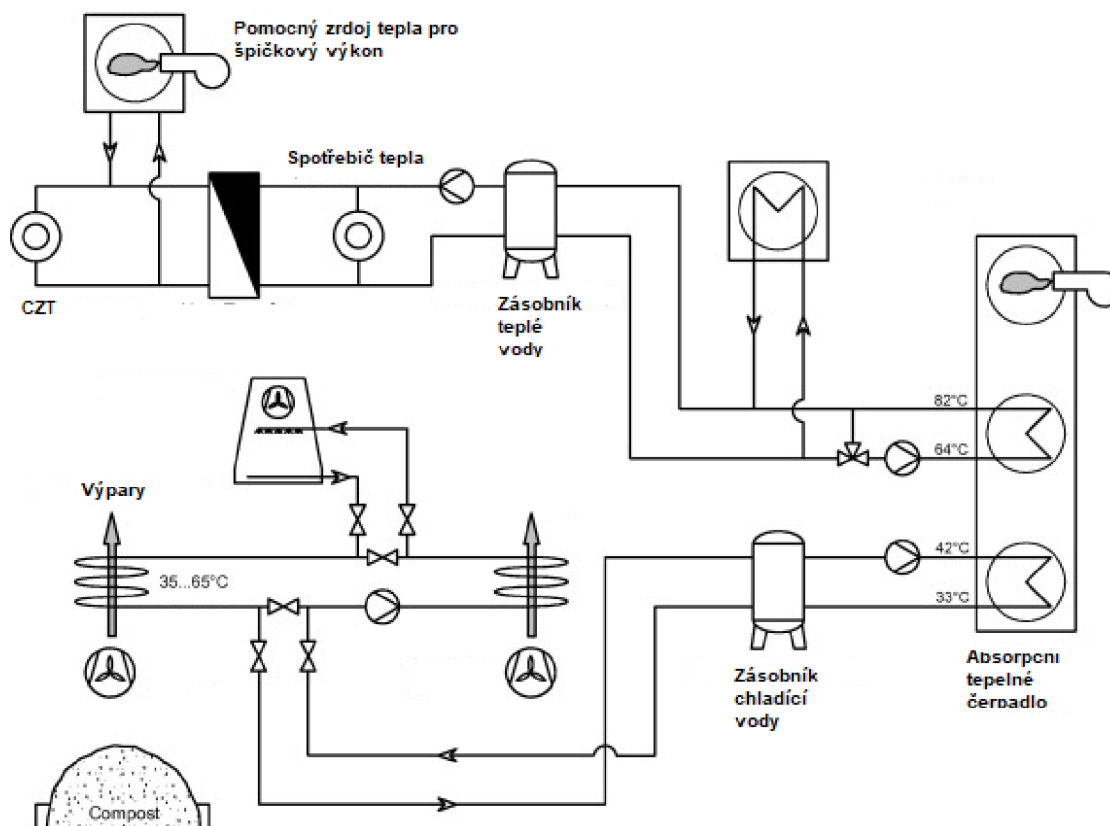 Pomocný zrdoj tepla pro
špičkový výkon
Spotřebič tepla
CZT
Zásobník
teplé
vody
82°C
64°C
Výpary
35...65°C
42°C
33°C
Zásobník
chladící
vody
Absorpcni
tepelné
čerpadlo
Compost